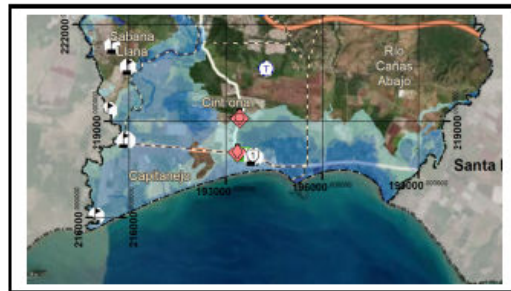 222000
Sabana
Llana
Río
Cañas
Abajo
Cintrona
219000
219000
Santa I
Capitanejo
193000
196000
199000
216000
216000